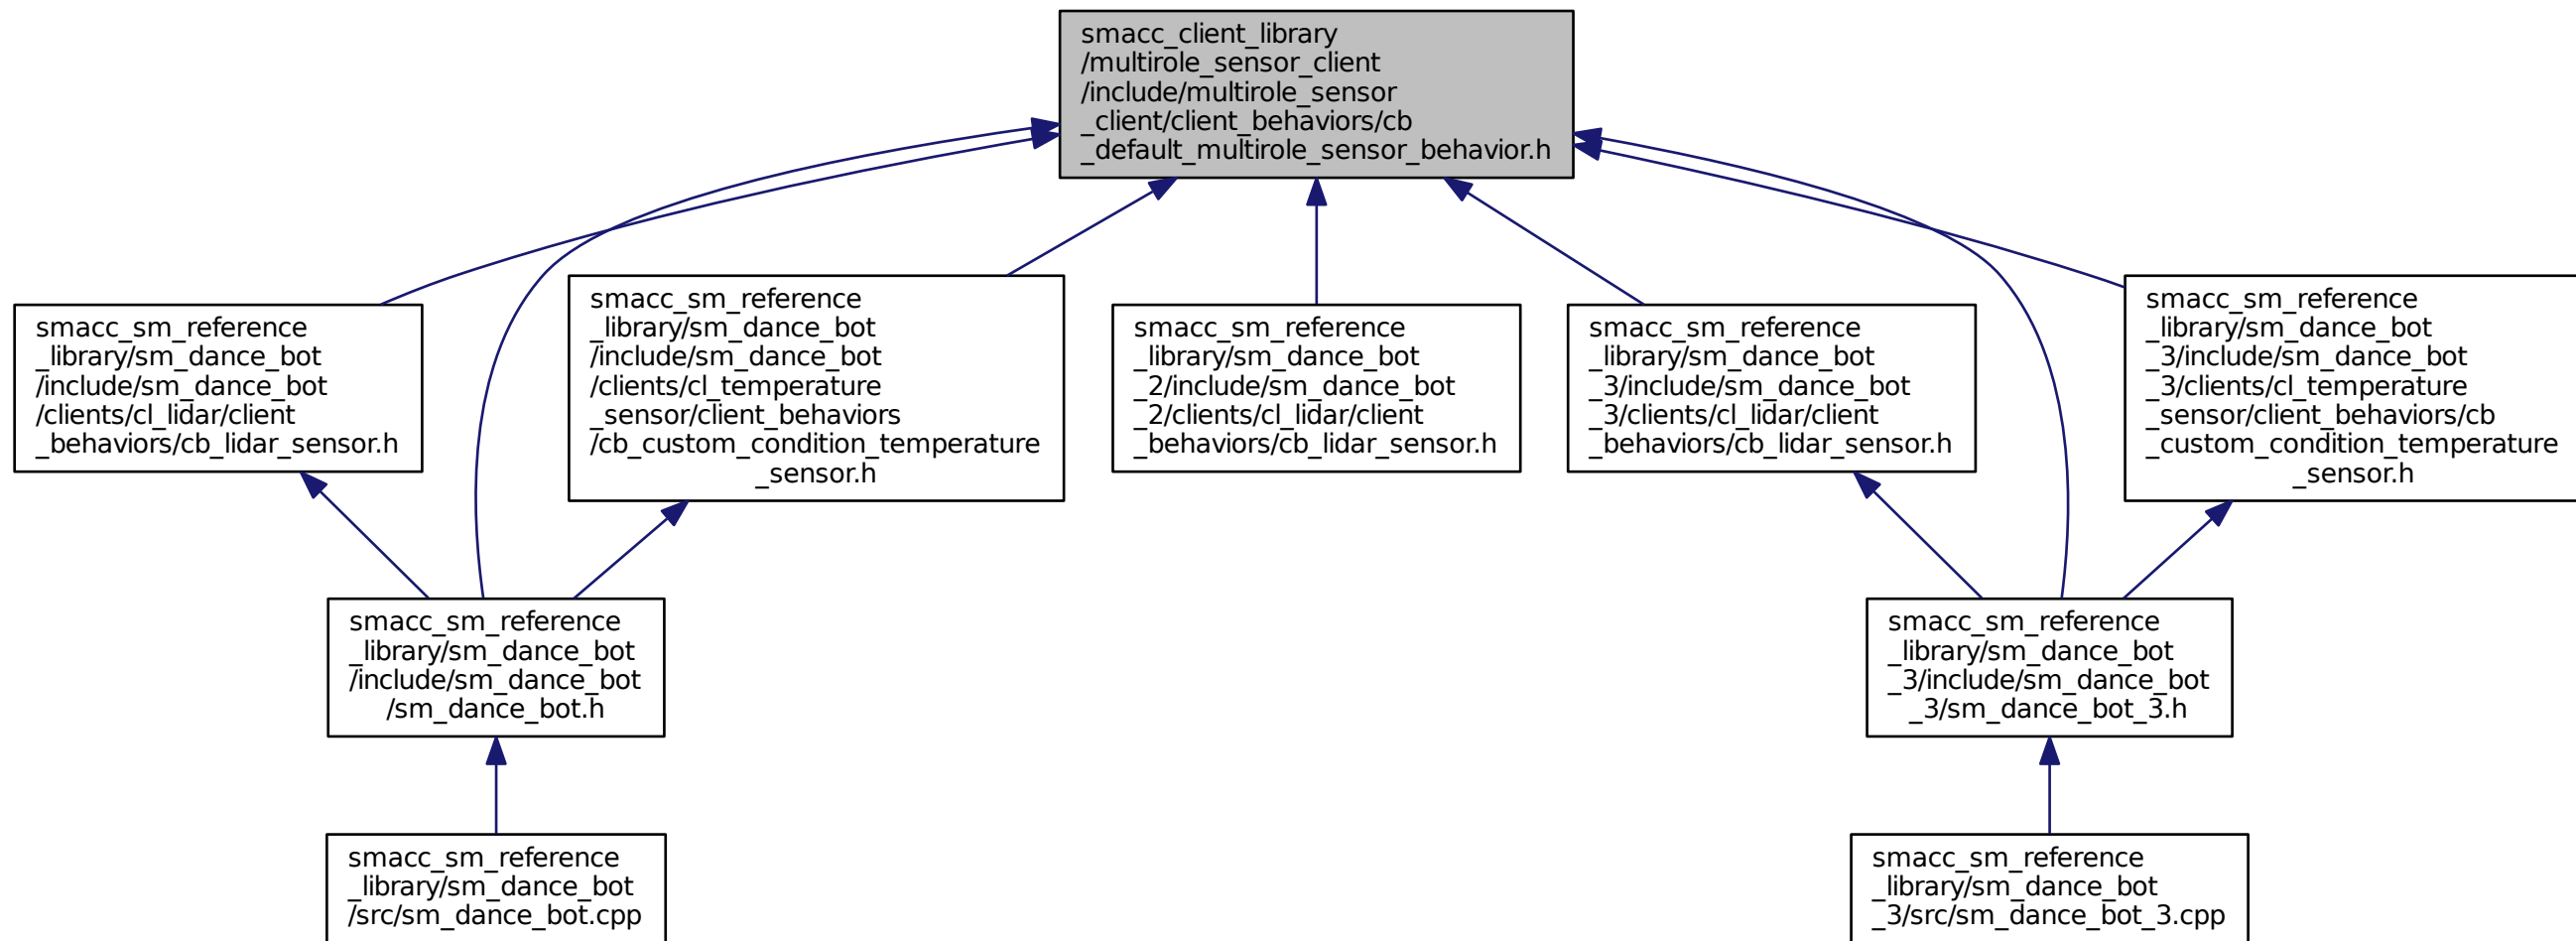 smacc_client_library
/multirole_sensor_client
/include/multirole_sensor
_client/client_behaviors/cb
_default_multirole_sensor_behavior.h
smacc_sm_reference
_library/sm_dance_bot
/include/sm_dance_bot
/clients/cl_lidar/client
_behaviors/cb_lidar_sensor.h
smacc_sm_reference
_library/sm_dance_bot
/include/sm_dance_bot
/clients/cl_temperature
_sensor/client_behaviors
/cb_custom_condition_temperature
_sensor.h
smacc_sm_reference
_library/sm_dance_bot
_2/include/sm_dance_bot
_2/clients/cl_lidar/client
_behaviors/cb_lidar_sensor.h
smacc_sm_reference
_library/sm_dance_bot
_3/include/sm_dance_bot
_3/clients/cl_lidar/client
_behaviors/cb_lidar_sensor.h
smacc_sm_reference
_library/sm_dance_bot
_3/include/sm_dance_bot
_3/clients/cl_temperature
_sensor/client_behaviors/cb
_custom_condition_temperature
_sensor.h
smacc_sm_reference
_library/sm_dance_bot
/include/sm_dance_bot
/sm_dance_bot.h
smacc_sm_reference
_library/sm_dance_bot
_3/include/sm_dance_bot
_3/sm_dance_bot_3.h
smacc_sm_reference
_library/sm_dance_bot
/src/sm_dance_bot.cpp
smacc_sm_reference
_library/sm_dance_bot
_3/src/sm_dance_bot_3.cpp